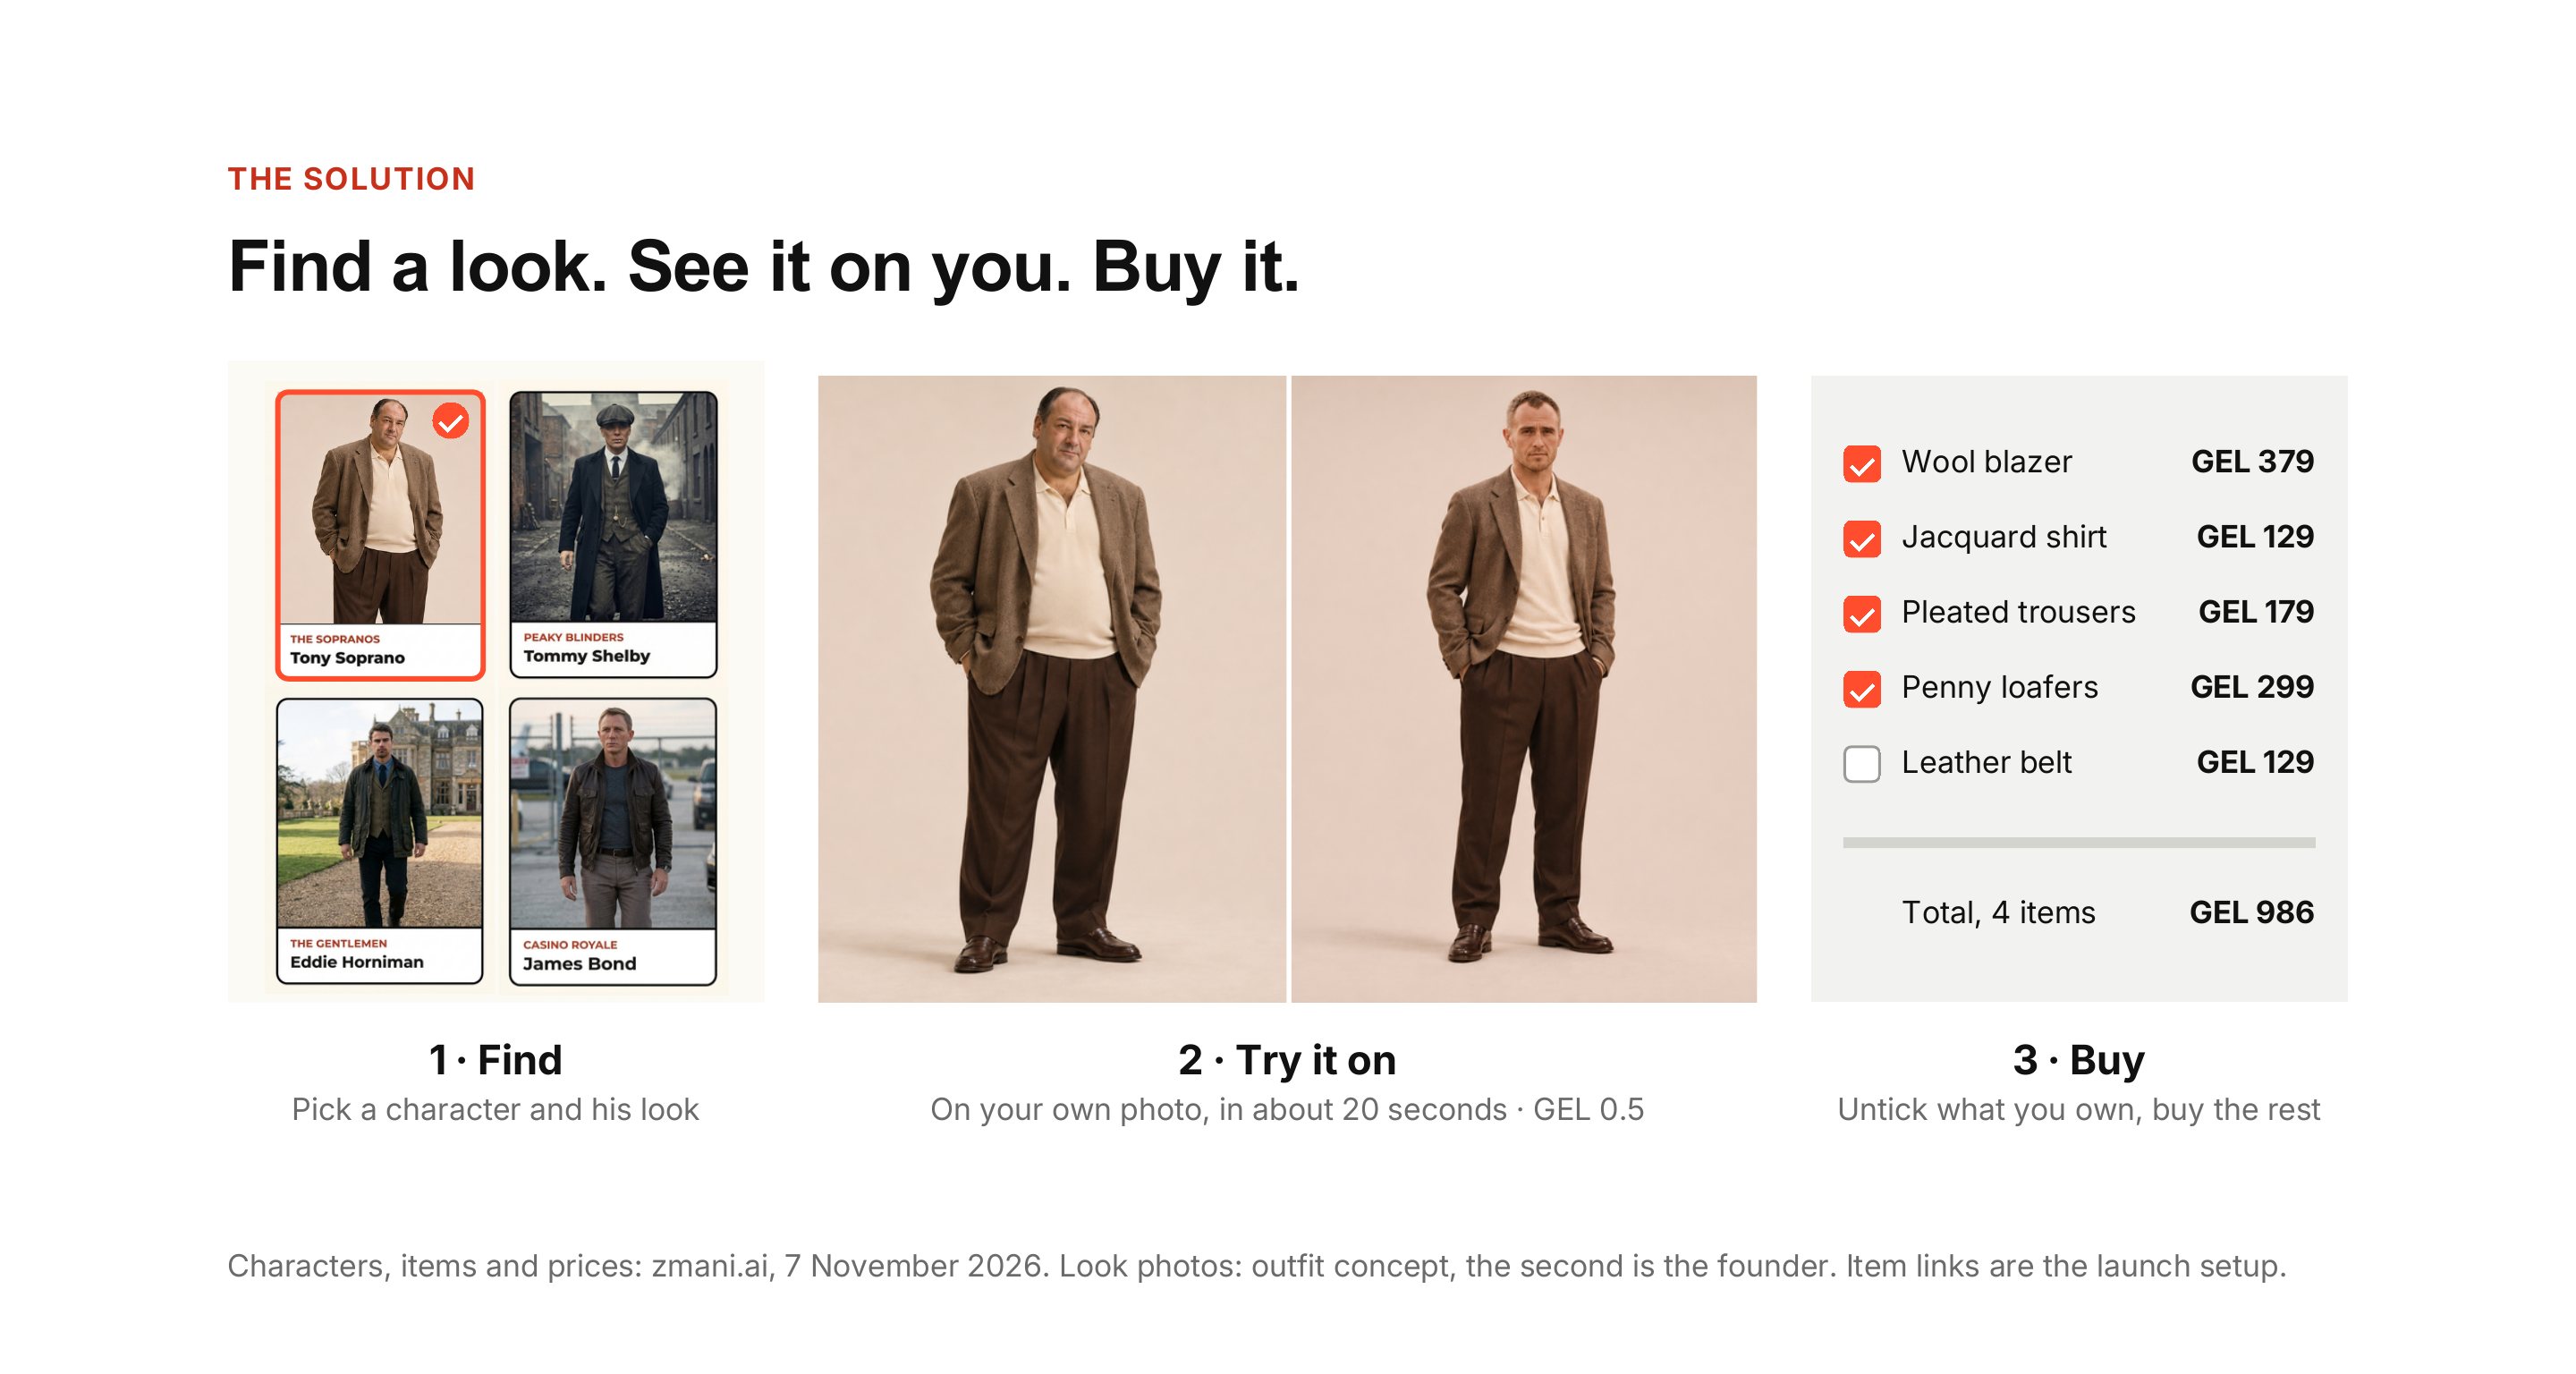 THE SOLUTION
Find a look. See it on you. Buy it.
THE SOPRANOS
Tony Soprano
PEAKY BLINDERS
Tommy Shelby
THE GENTLEMEN
Eddie Horniman
CASINO ROYALE
James Bond
Wool blazer GEL 379
Jacquard shirt GEL 129
Pleated trousers GEL 179
Penny loafers GEL 299
Leather belt GEL 129
Total, 4 items GEL 986
1 · Find
Pick a character and his look
2 · Try it on
On your own photo, in about 20 seconds · GEL 0.5
3 · Buy
Untick what you own, buy the rest
Characters, items and prices: zmani.ai, 7 November 2026. Look photos: outfit concept, the second is the founder. Item links are the launch setup.